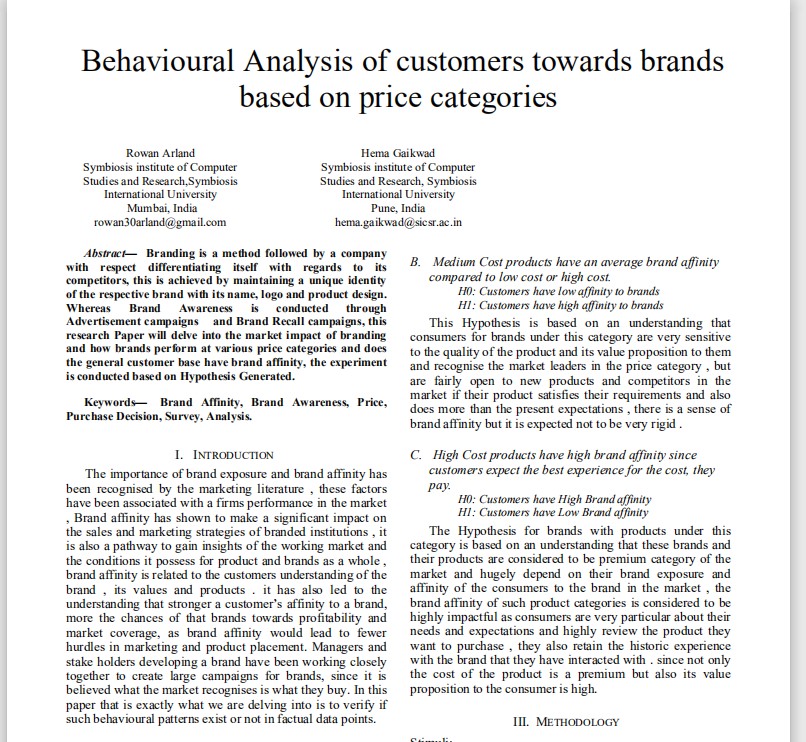 Behavioural Analysis of customers towards brands
based on price categories
Rowan Arland
Symbiosis institute of Computer
Studies and Research,Symbiosis
International University
Mumbai, India
rowan30arland@gmail.com
Hema Gaikwad
Symbiosis institute of Computer
Studies and Research, Symbiosis
International University
Pune, India
hema.gaikwad@sicsr.ac.in
Abstract— Branding is a method followed by a company
with respect differentiating itself with regards to its
competitors, this is achieved by maintaining a unique identity
of the respective brand with its name, logo and product design.
Whereas Brand Awareness is conducted through
Advertisement campaigns and Brand Recall campaigns, this
research Paper will delve into the market impact of branding
and how brands perform at various price categories and does
the general customer base have brand affinity, the experiment
is conducted based on Hypothesis Generated.
Keywords— Brand Affinity, Brand Awareness, Price,
Purchase Decision, Survey, Analysis.
I. INTRODUCTION
The importance of brand exposure and brand affinity has
been recognised by the marketing literature , these factors
have been associated with a firms performance in the market
, Brand affinity has shown to make a significant impact on
the sales and marketing strategies of branded institutions , it
is also a pathway to gain insights of the working market and
the conditions it possess for product and brands as a whole ,
brand affinity is related to the customers understanding of the
brand , its values and products . it has also led to the
understanding that stronger a customer's affinity to a brand,
more the chances of that brands towards profitability and
market coverage, as brand affinity would lead to fewer
hurdles in marketing and product placement. Managers and
stake holders developing a brand have been working closely
together to create large campaigns for brands, since it is
believed what the market recognises is what they buy. In this
paper that is exactly what we are delving into is to verify if
such behavioural patterns exist or not in factual data points.
B. Medium Cost products have an average brand affinity
compared to low cost or high cost.
H0: Customers have low affinity to brands
H1: Customers have high affinity to brands
This Hypothesis is based on an understanding that
consumers for brands under this category are very sensitive
to the quality of the product and its value proposition to them
and recognise the market leaders in the price category , but
are fairly open to new products and competitors in the
market if their product satisfies their requirements and also
does more than the present expectations , there is a sense of
brand affinity but it is expected not to be very rigid .
C. High Cost products have high brand affinity since
customers expect the best experience for the cost, they
pay.
H0: Customers have High Brand affinity
H1: Customers have Low Brand affinity
The Hypothesis for brands with products under this
category is based on an understanding that these brands and
their products are considered to be premium category of the
market and hugely depend on their brand exposure and
affinity of the consumers to the brand in the market , the
brand affinity of such product categories is considered to be
highly impactful as consumers are very particular about their
needs and expectations and highly review the product they
want to purchase , they also retain the historic experience
with the brand that they have interacted with . since not only
the cost of the product is a premium but also its value
proposition to the consumer is high.
III. METHODOLOGY